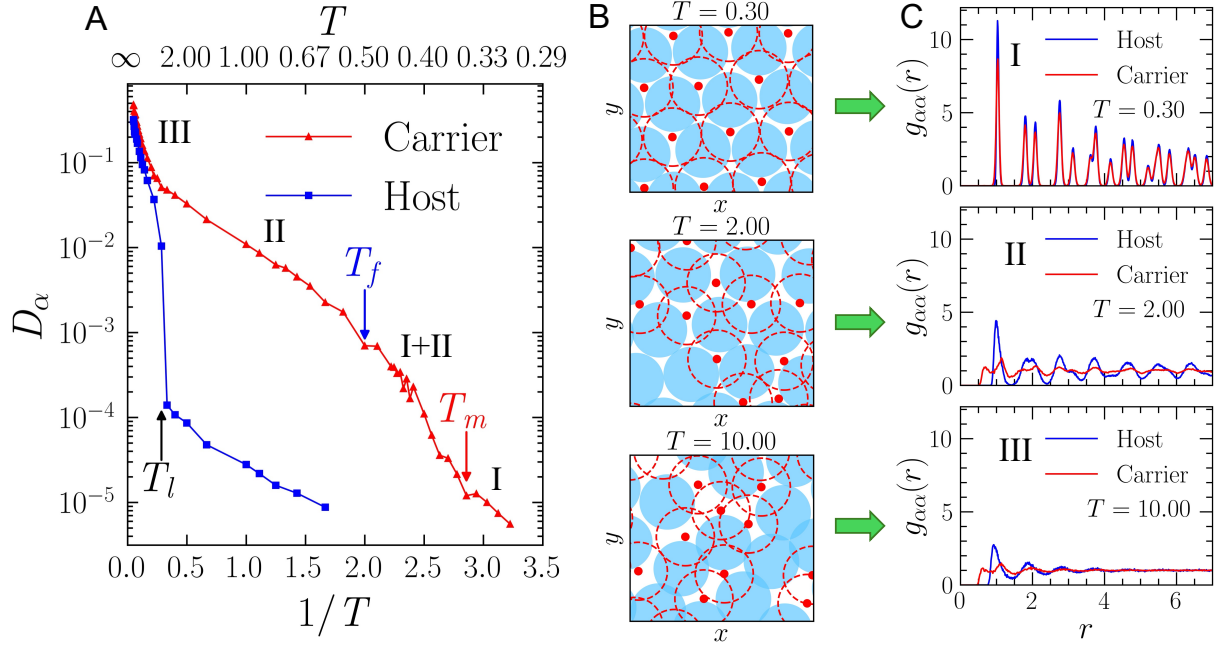 A
T
∞ 2.00 1.00 0.67 0.50 0.40 0.33 0.29
III
Carrier
Host
II
T_f
I+II
T_m
I
T_l
D_α
10⁻¹
10⁻²
10⁻³
10⁻⁴
10⁻⁵
0.0 0.5 1.0 1.5 2.0 2.5 3.0 3.5
1/T
B
T = 0.30
y
x
T = 2.00
y
x
T = 10.00
y
x
C
g_αα(r)
10
5
0
I
Host
Carrier
T = 0.30
g_αα(r)
10
5
0
II
Host
Carrier
T = 2.00
g_αα(r)
10
5
0
III
Host
Carrier
T = 10.00
0 2 4 6
r